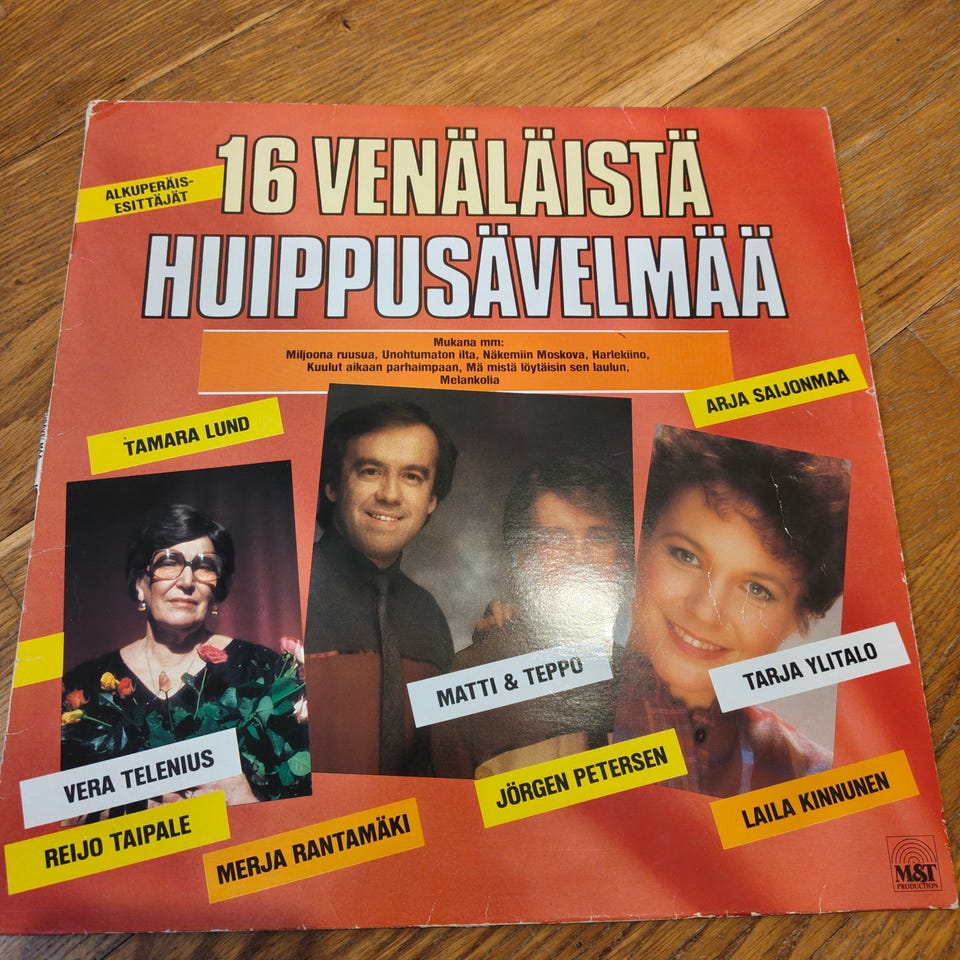 16 VENÄLÄISTÄ
ALKUPERÄIS-
ESITTÄJÄT
HUIPPUSÄVELMÄÄ
Mukana mm:
Miljoona ruusua, Unohtumaton ilta, Näkemiin Moskova, Harlekiino,
Kuulut aikaan parhaimpaan, Mä mistä löytäisin sen laulun,
Melankolia
ARJA SAIJONMAA
TAMARA LUND
MATTI & TEPPO
TARJA YLITALO
VERA TELENIUS
JÖRGEN PETERSEN
REIJO TAIPALE
MERJA RANTAMÄKI
LAILA KINNUNEN
M&T
PRODUCTION